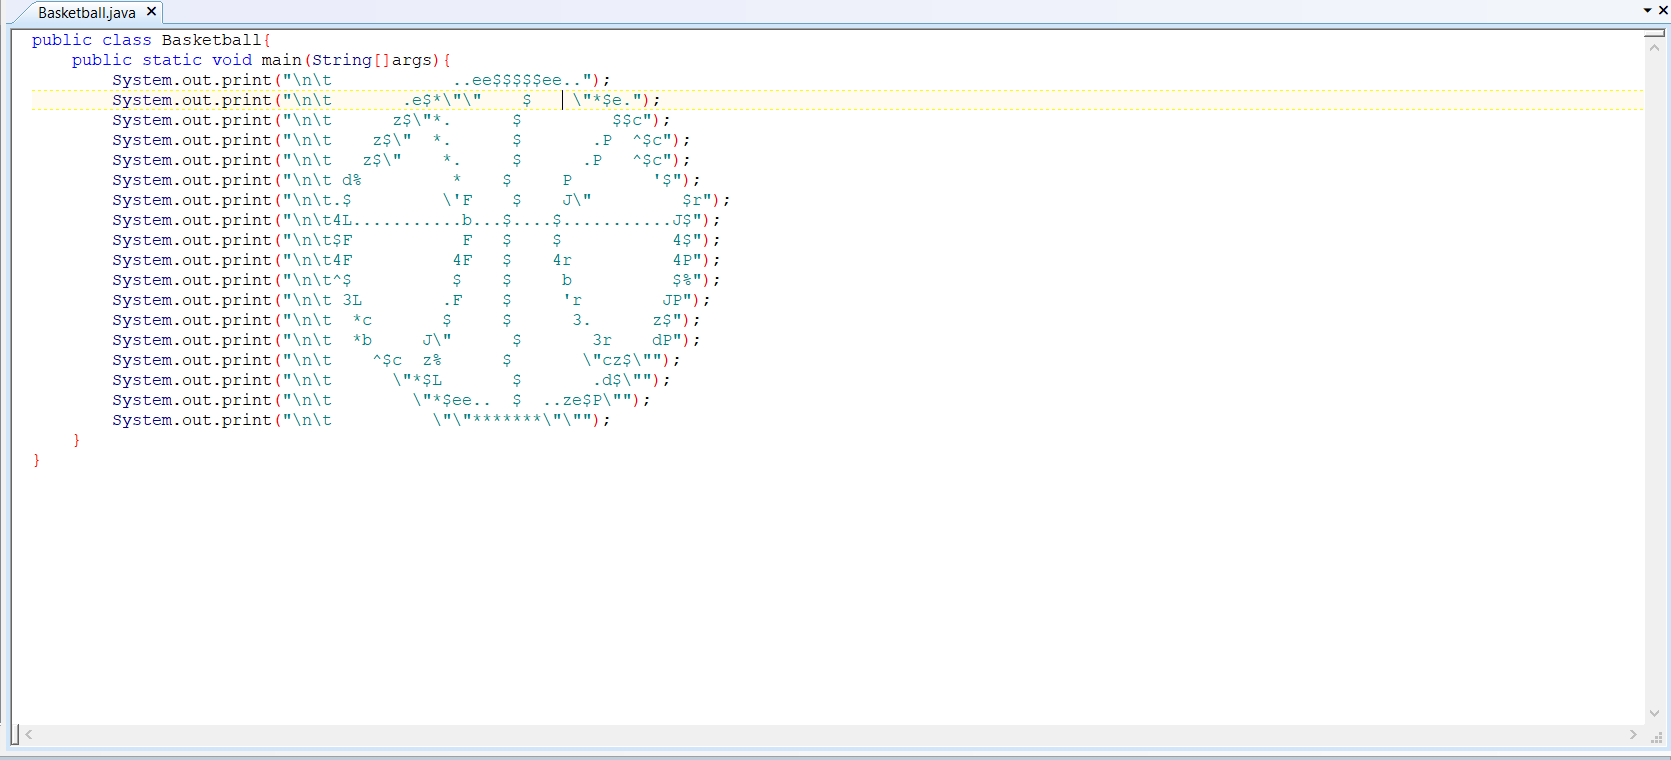 Basketball.java
public class Basketball{
    public static void main(String[]args){
        System.out.print("\n\t            ..ee$$$$$ee..");
        System.out.print("\n\t       .e$*\"\"    $    \"*$e.");
        System.out.print("\n\t      z$\"*.      $         $$c");
        System.out.print("\n\t    z$\"  *.      $       .P  ^$c");
        System.out.print("\n\t   z$\"    *.     $      .P   ^$c");
        System.out.print("\n\t d%         *    $     P        '$");
        System.out.print("\n\t.$         \'F    $    J\"         $r");
        System.out.print("\n\t4L...........b...$....$...........J$");
        System.out.print("\n\t$F           F   $    $           4$");
        System.out.print("\n\t4F          4F   $    4r          4P");
        System.out.print("\n\t^$          $    $     b          $%");
        System.out.print("\n\t 3L        .F    $     'r        JP");
        System.out.print("\n\t  *c       $     $      3.      z$");
        System.out.print("\n\t  *b     J\"      $       3r    dP");
        System.out.print("\n\t    ^$c  z%      $       \"cz$\"");
        System.out.print("\n\t      \"*$L       $       .d$\"");
        System.out.print("\n\t        \"*$ee..  $  ..ze$P\"");
        System.out.print("\n\t          \"\"*******\"\"");
    }
}